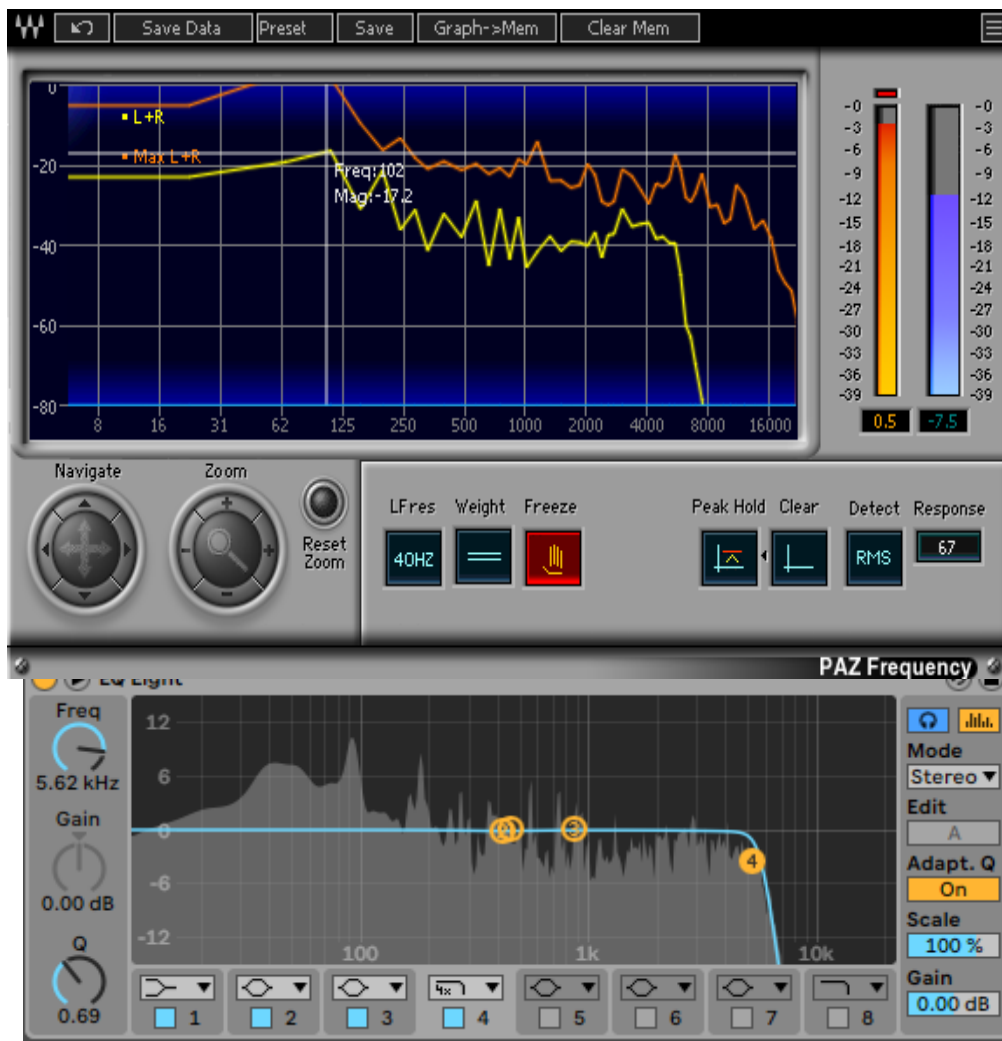 Save Data Preset Save Graph->Mem Clear Mem
0
L+R
Max L+R
-20
Freq:102
Mag:-17.2
-40
-60
-80
8 16 31 62 125 250 500 1000 2000 4000 8000 16000
-0 -0
-3 -3
-6 -6
-9 -9
-12 -12
-15 -15
-18 -18
-21 -21
-24 -24
-27 -27
-30 -30
-33 -33
-36 -36
-39 -39
0.5 -7.5
Navigate Zoom
Reset
Zoom
LFres Weight Freeze Peak Hold Clear Detect Response
40HZ RMS 67
PAZ Frequency
EQ Eight
Freq
5.62 kHz
Gain
0.00 dB
Q
0.69
12
6
0
-6
-12
100 1k 10k
3
4
1 2 3 4 5 6 7 8
4x
Mode
Stereo
Edit
A
Adapt. Q
On
Scale
100 %
Gain
0.00 dB